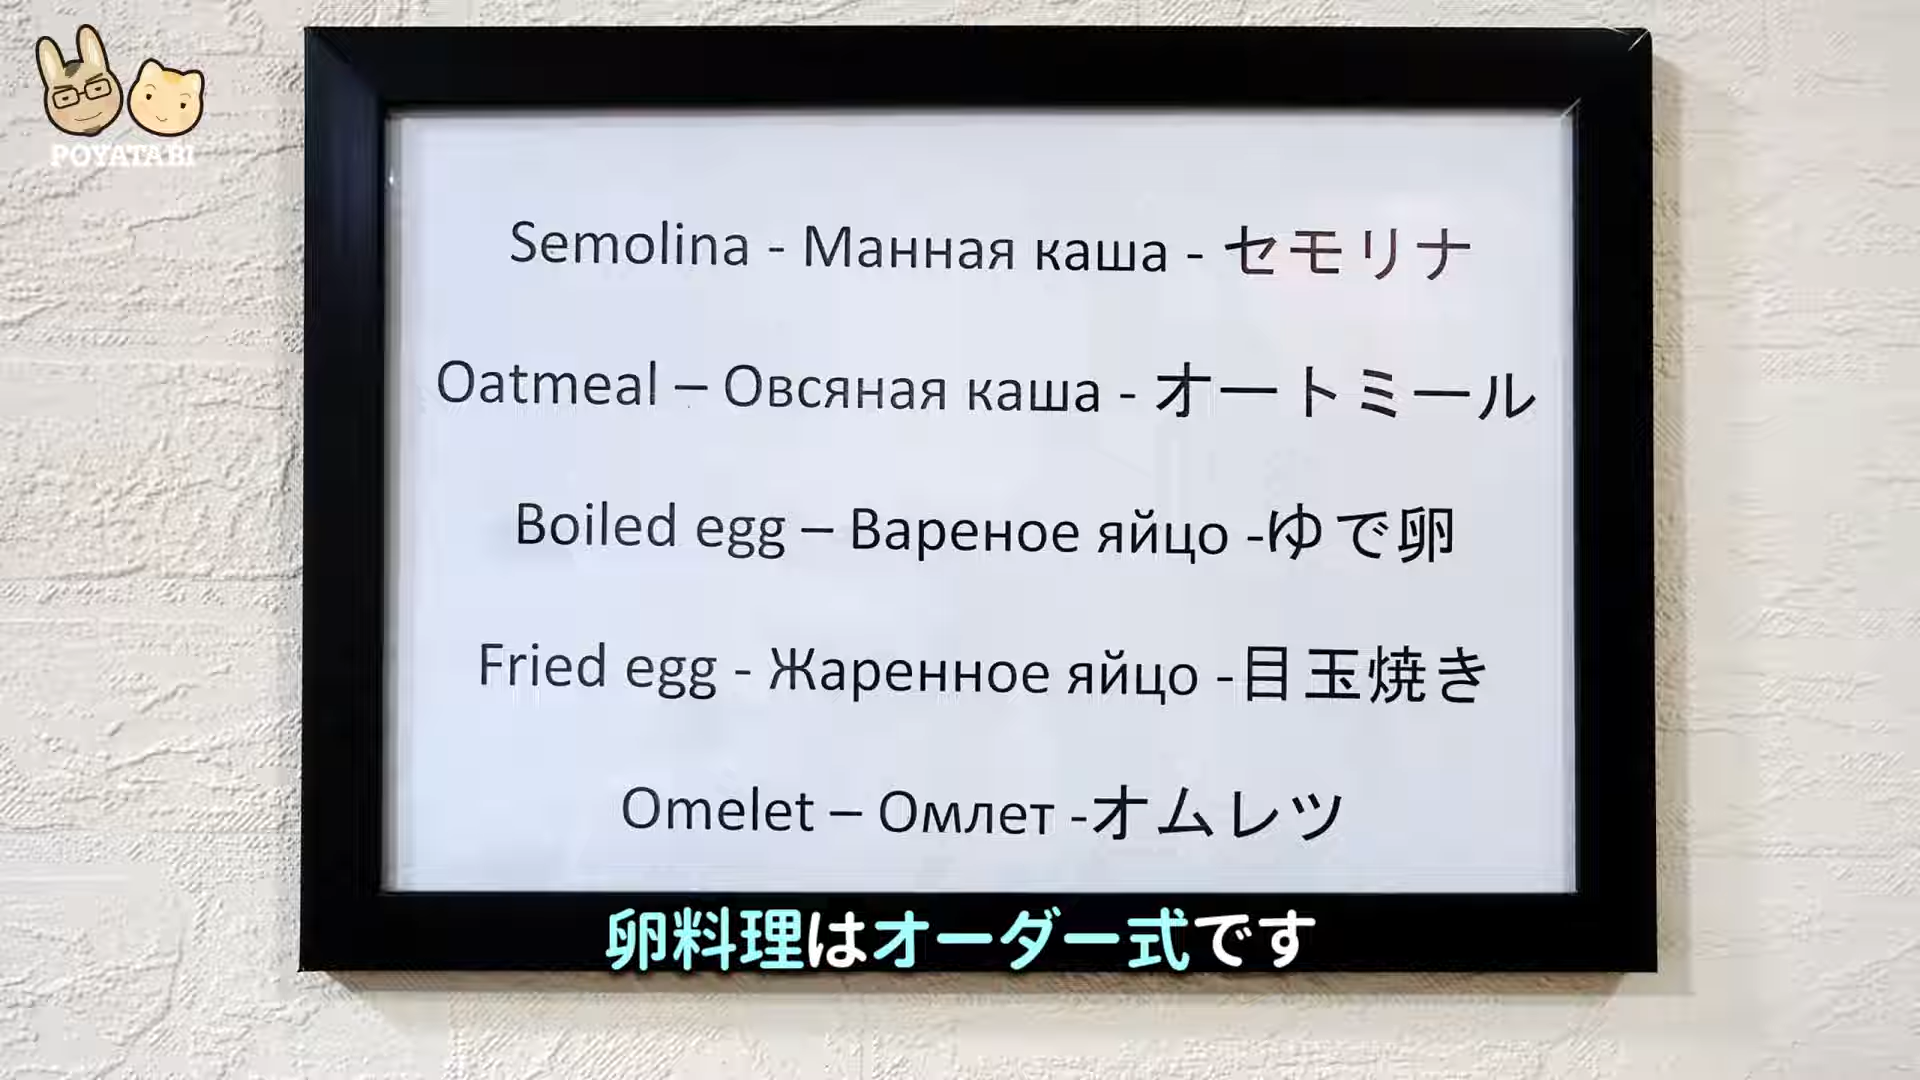 POYATABI
Semolina - Манная каша - セモリナ
Oatmeal – Овсяная каша - オートミール
Boiled egg – Вареное яйцо -ゆで卵
Fried egg - Жаренное яйцо -目玉焼き
Omelet – Омлет -オムレツ
卵料理はオーダー式です